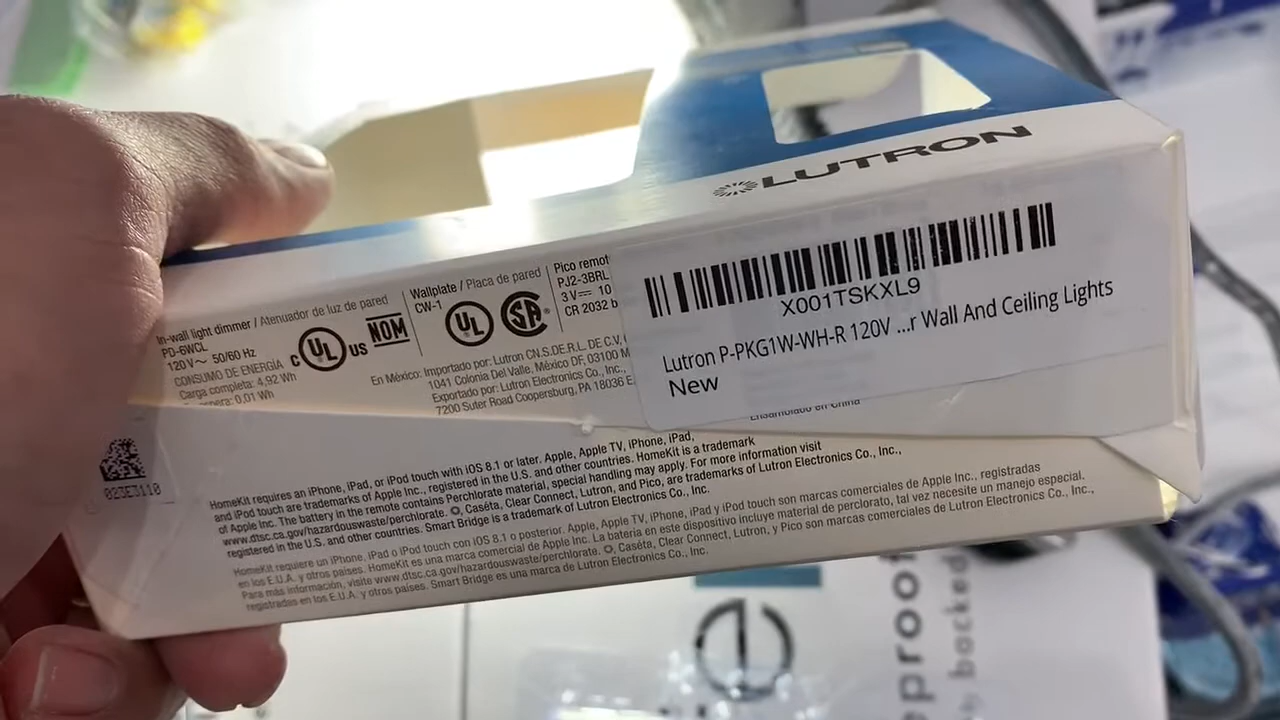 LUTRON
X001TSKXL9
Lutron P-PKG1W-WH-R 120V ...r Wall And Ceiling Lights
New
In-wall light dimmer / Atenuador de luz de pared
PD-6WCL
120 V~ 50/60 Hz
CONSUMO DE ENERGÍA
Carga completa: 4,92 Wh
espera: 0,01 Wh
C UL US
NOM
Wallplate / Placa de pared
CW-1
UL
SA
Pico remot
PJ2-3BRL
3 V 10
CR 2032 b
En México: Importado por: Lutron CN.S.DE.R.L. DE C.V,
1041 Colonia Del Valle, México DF, 03100 M
Exportado por: Lutron Electronics Co., Inc.,
7200 Suter Road Coopersburg, PA 18036 E
Ensamblado en China
023E3110
HomeKit requires an iPhone, iPad, or iPod touch with iOS 8.1 or later. Apple, Apple TV, iPhone, iPad,
and iPod touch are trademarks of Apple Inc., registered in the U.S. and other countries. HomeKit is a trademark
of Apple Inc. The battery in the remote contains Perchlorate material, special handling may apply. For more information visit
www.dtsc.ca.gov/hazardouswaste/perchlorate. Caséta, Clear Connect, Lutron, and Pico, are trademarks of Lutron Electronics Co., Inc.,
registered in the U.S. and other countries. Smart Bridge is a trademark of Lutron Electronics Co., Inc.
HomeKit requiere un iPhone, iPad o iPod touch con iOS 8.1 o posterior. Apple, Apple TV, iPhone, iPad y iPod touch son marcas comerciales de Apple Inc., registradas
en los E.U.A. y otros países. HomeKit es una marca comercial de Apple Inc. La batería en este dispositivo incluye material de perclorato, tal vez necesite un manejo especial.
Para más información, visite www.dtsc.ca.gov/hazardouswaste/perchlorate. Caséta, Clear Connect, Lutron, y Pico son marcas comerciales de Lutron Electronics Co., Inc.,
registradas en los E.U.A. y otros países. Smart Bridge es una marca de Lutron Electronics Co., Inc.
eproof
backed